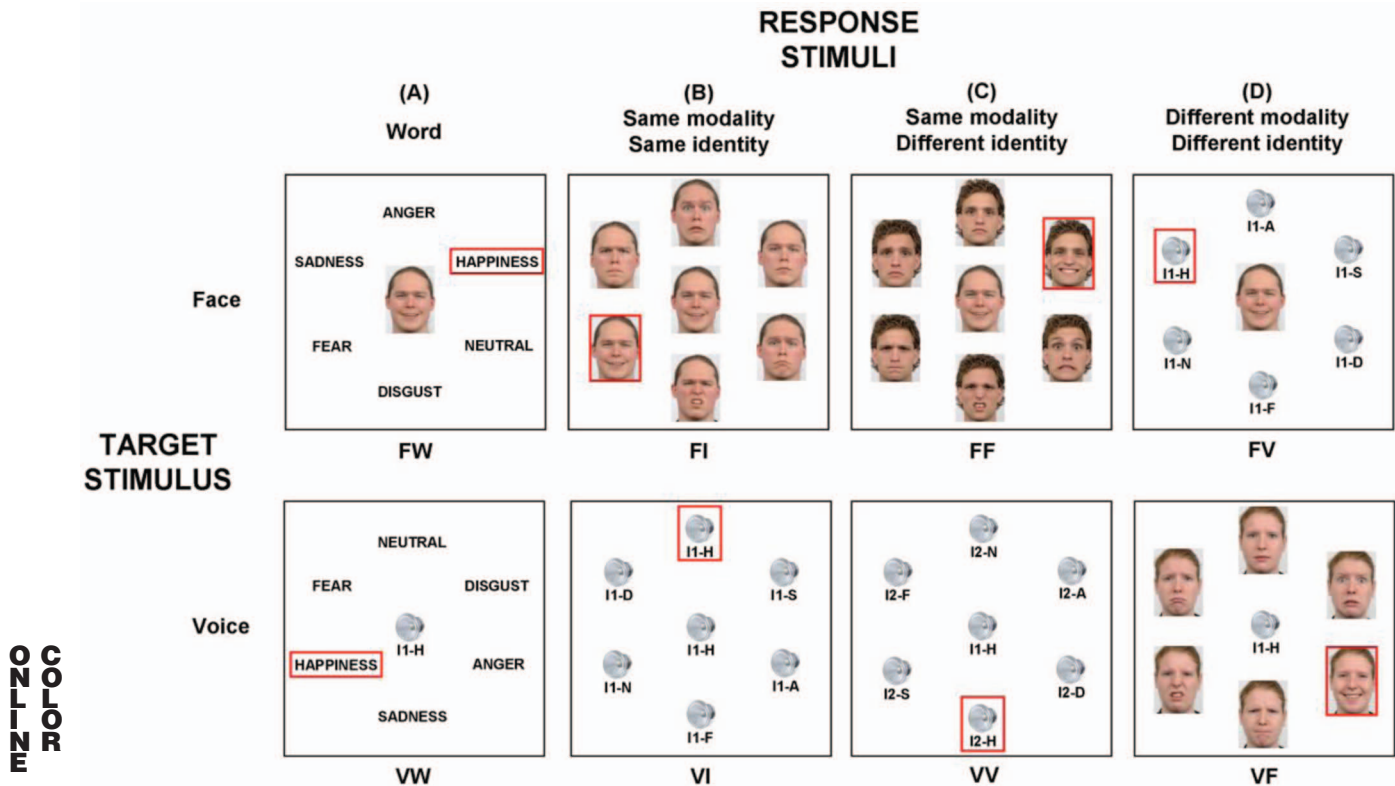 RESPONSE
STIMULI
(A)
Word
(B)
Same modality
Same identity
(C)
Same modality
Different identity
(D)
Different modality
Different identity
TARGET
STIMULUS
Face
ANGER
SADNESS
HAPPINESS
FEAR
NEUTRAL
DISGUST
FW
FI
FF
I1-A
I1-H
I1-S
I1-N
I1-D
I1-F
FV
Voice
NEUTRAL
FEAR
DISGUST
I1-H
HAPPINESS
ANGER
SADNESS
VW
I1-H
I1-D
I1-S
I1-H
I1-N
I1-A
I1-F
VI
I2-N
I2-F
I2-A
I1-H
I2-S
I2-D
I2-H
VV
I1-H
VF
ONLINE
COLOR